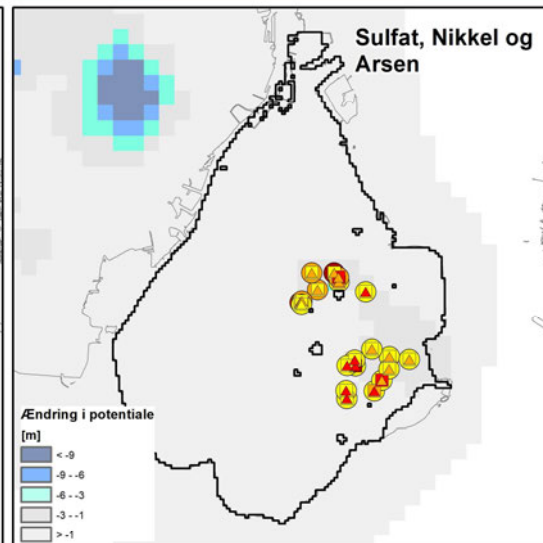 Sulfat, Nikkel og
Arsen
Ændring i potentiale
[m]
< -9
-9 - -6
-6 - -3
-3 - -1
> -1